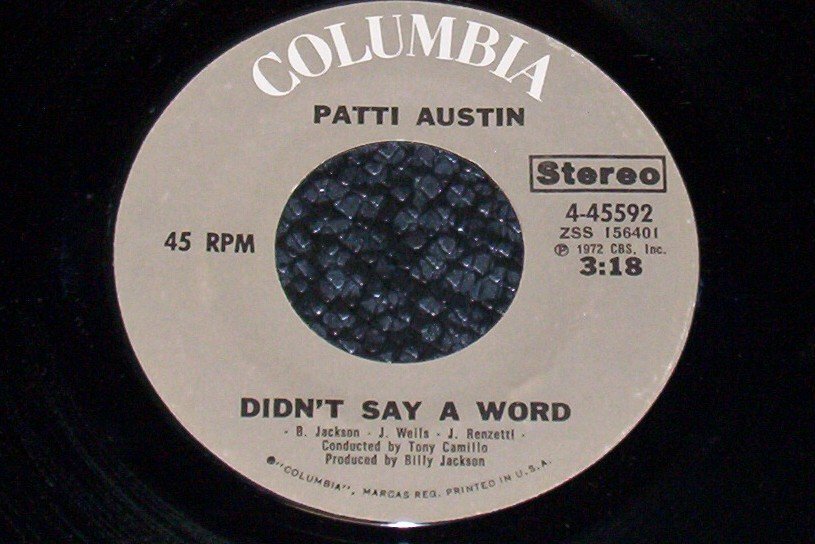 COLUMBIA
PATTI AUSTIN
Stereo
45 RPM
4-45592
ZSS 156401
Ⓟ 1972 CBS, Inc.
3:18
DIDN'T SAY A WORD
- B. Jackson - J. Wells - J. Renzetti -
Conducted by Tony Camillo
Produced by Billy Jackson
●"COLUMBIA", MARCAS REG. PRINTED IN U.S.A.